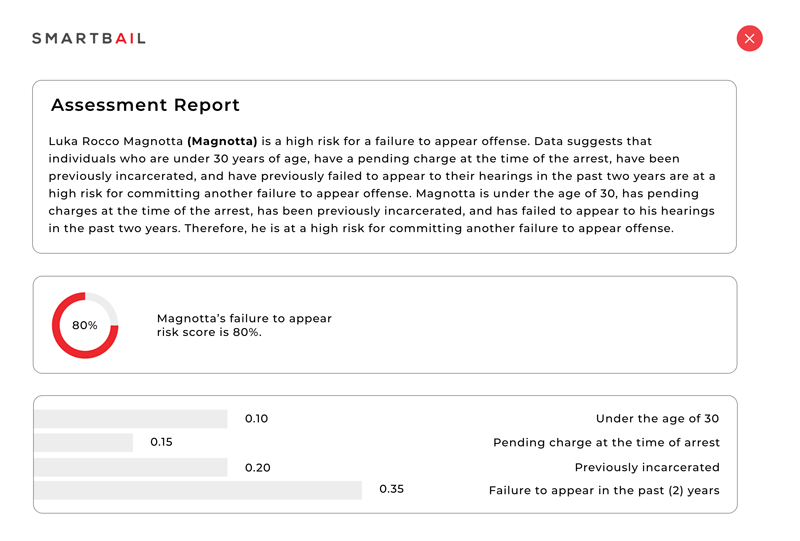 SMARTBAIL
Assessment Report
Luka Rocco Magnotta (Magnotta) is a high risk for a failure to appear offense. Data suggests that
individuals who are under 30 years of age, have a pending charge at the time of the arrest, have been
previously incarcerated, and have previously failed to appear to their hearings in the past two years are at a
high risk for committing another failure to appear offense. Magnotta is under the age of 30, has pending
charges at the time of the arrest, has been previously incarcerated, and has failed to appear to his hearings
in the past two years. Therefore, he is at a high risk for committing another failure to appear offense.
80%
Magnotta’s failure to appear
risk score is 80%.
0.10 Under the age of 30
0.15 Pending charge at the time of arrest
0.20 Previously incarcerated
0.35 Failure to appear in the past (2) years